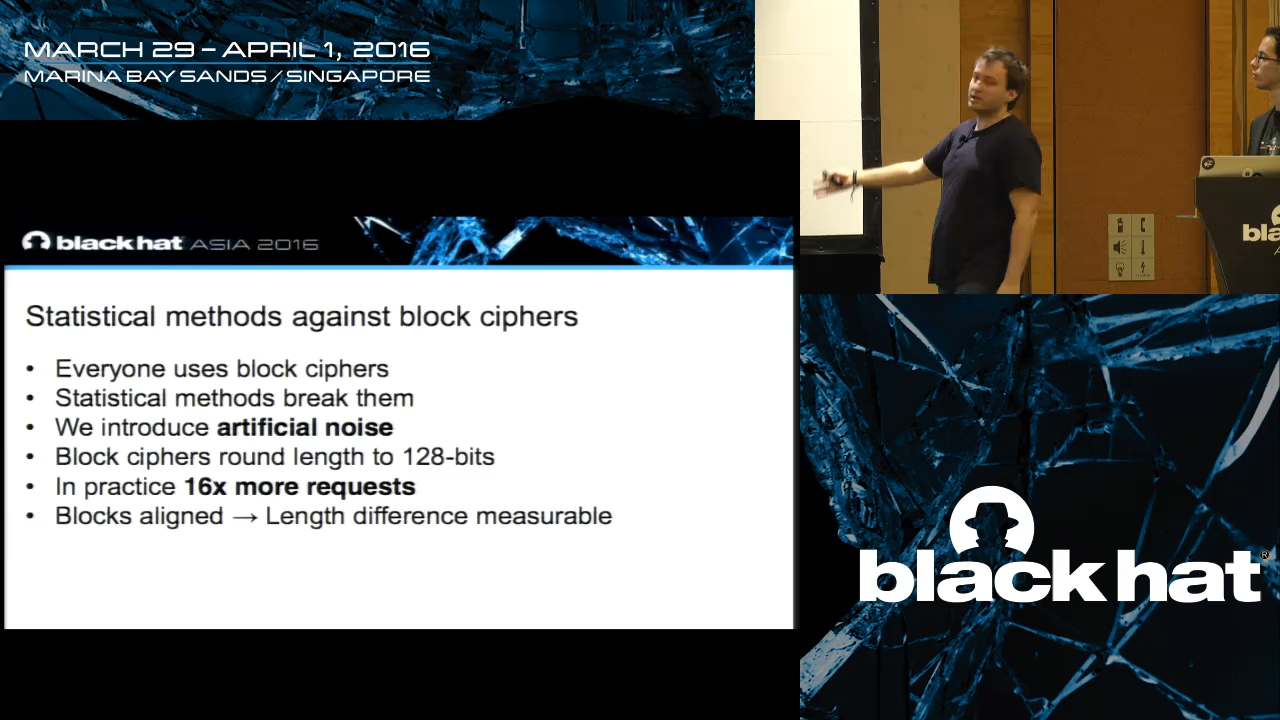 MARCH 29 – APRIL 1, 2016
MARINA BAY SANDS / SINGAPORE
black hat ASIA 2016
Statistical methods against block ciphers
• Everyone uses block ciphers
• Statistical methods break them
• We introduce artificial noise
• Block ciphers round length to 128-bits
• In practice 16x more requests
• Blocks aligned → Length difference measurable
black hat®